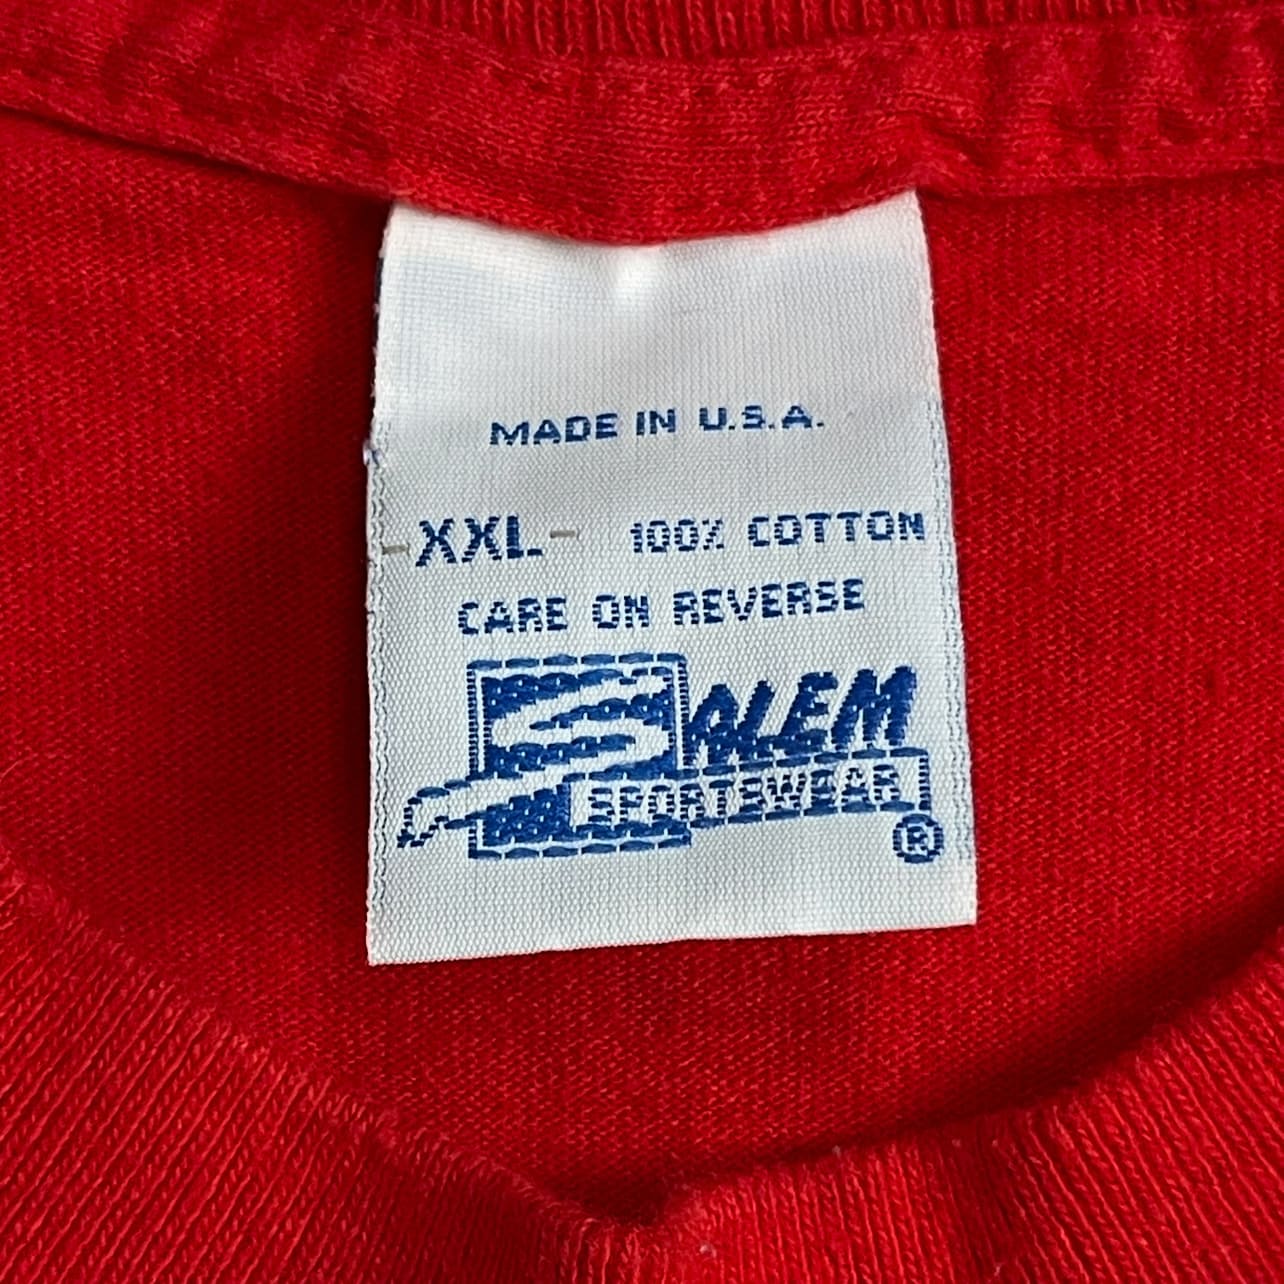 MADE IN U.S.A.
-XXL- 100% COTTON
CARE ON REVERSE
SALEM
SPORTSWEAR
®